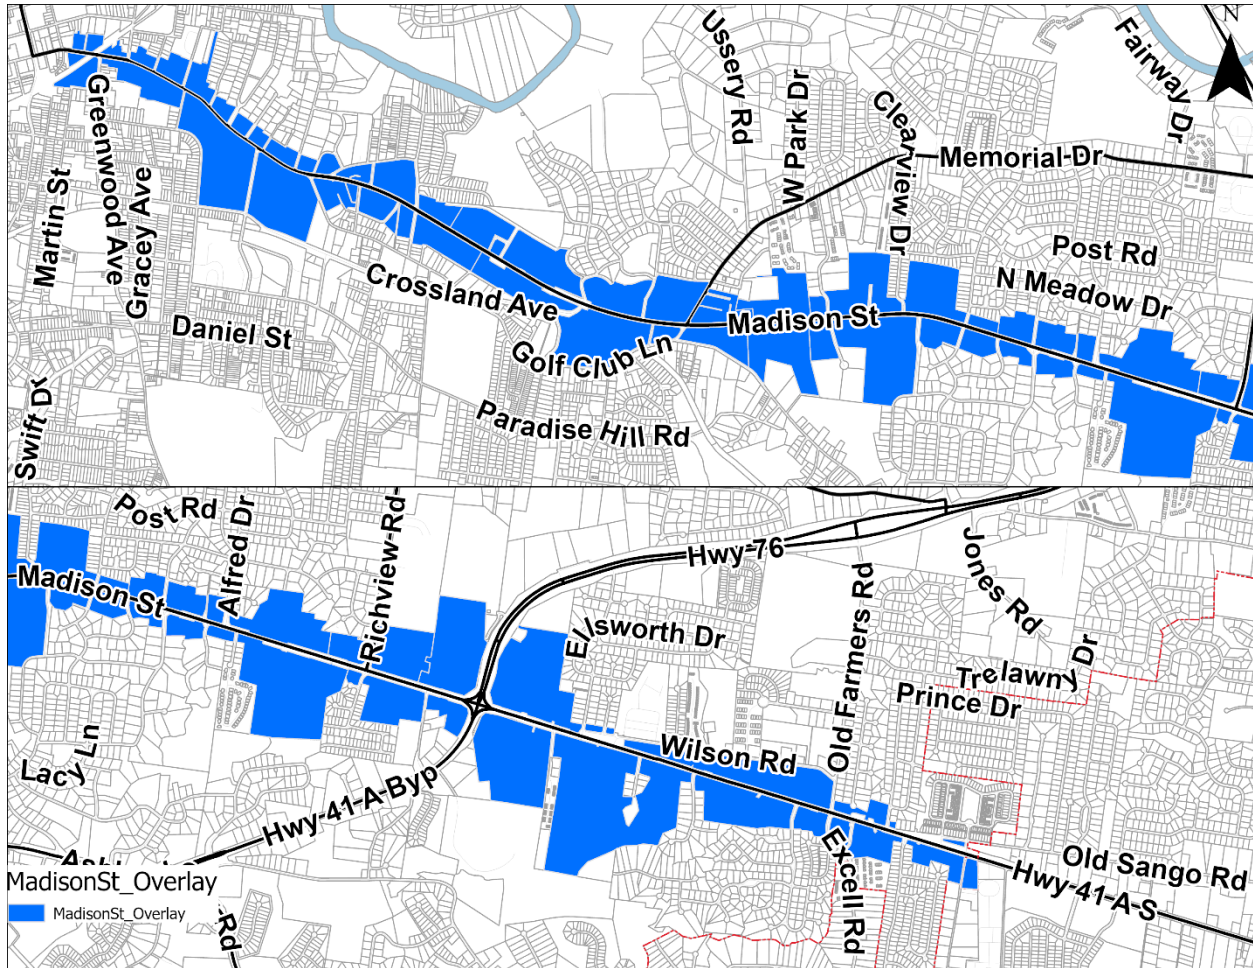 N
Ussery Rd
W Park Dr
Clearview Dr
Fairway Dr
Memorial Dr
Greenwood Ave
Martin St
Gracey Ave
Post Rd
N Meadow Dr
Crossland Ave
Madison St
Daniel St
Golf Club Ln
Paradise Hill Rd
Swift Dr
Post Rd
Alfred Dr
Richview Rd
Hwy 76
Jones Rd
Madison St
Ellsworth Dr
Old Farmers Rd
Trelawny Dr
Prince Dr
Wilson Rd
Lacy Ln
Hwy 41-A Byp
Excell Rd
Old Sango Rd
Hwy 41-A S
MadisonSt_Overlay
MadisonSt_Overlay
Rd